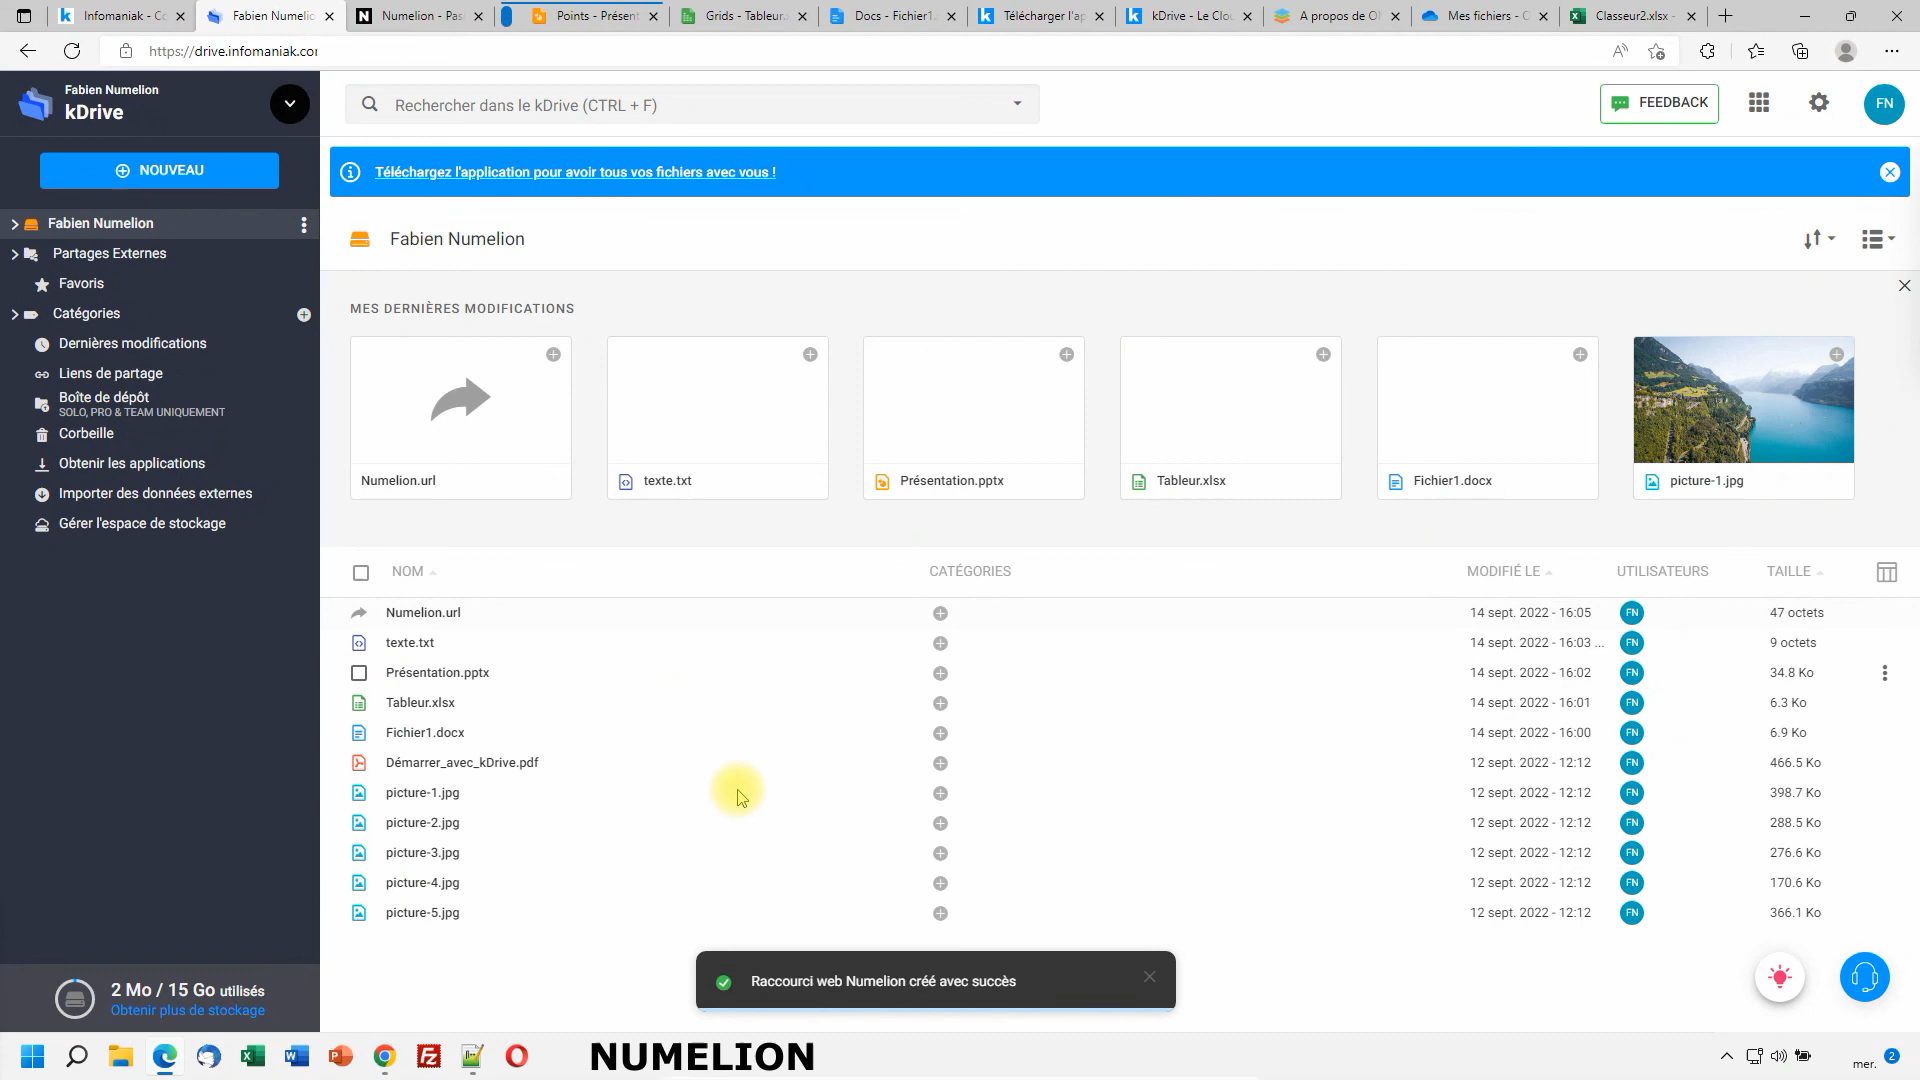 Infomaniak - Co
Fabien Numelio
Numelion - Pas
Points - Présent
Grids - Tableur.
Docs - Fichier1.
Télécharger l'ap
kDrive - Le Clou
A propos de O
Mes fichiers - O
Classeur2.xlsx -
https://drive.infomaniak.co
Fabien Numelion
kDrive
Rechercher dans le kDrive (CTRL + F)
FEEDBACK
FN
NOUVEAU
Téléchargez l'application pour avoir tous vos fichiers avec vous !
Fabien Numelion
Partages Externes
Favoris
Catégories
Dernières modifications
Liens de partage
Boîte de dépôt
SOLO, PRO & TEAM UNIQUEMENT
Corbeille
Obtenir les applications
Importer des données externes
Gérer l'espace de stockage
Fabien Numelion
MES DERNIÈRES MODIFICATIONS
Numelion.url
texte.txt
Présentation.pptx
Tableur.xlsx
Fichier1.docx
picture-1.jpg
NOM CATÉGORIES MODIFIÉ LE UTILISATEURS TAILLE
Numelion.url 14 sept. 2022 - 16:05 FN 47 octets
texte.txt 14 sept. 2022 - 16:03 ... FN 9 octets
Présentation.pptx 14 sept. 2022 - 16:02 FN 34.8 Ko
Tableur.xlsx 14 sept. 2022 - 16:01 FN 6.3 Ko
Fichier1.docx 14 sept. 2022 - 16:00 FN 6.9 Ko
Démarrer_avec_kDrive.pdf 12 sept. 2022 - 12:12 FN 466.5 Ko
picture-1.jpg 12 sept. 2022 - 12:12 FN 398.7 Ko
picture-2.jpg 12 sept. 2022 - 12:12 FN 288.5 Ko
picture-3.jpg 12 sept. 2022 - 12:12 FN 276.6 Ko
picture-4.jpg 12 sept. 2022 - 12:12 FN 170.6 Ko
picture-5.jpg 12 sept. 2022 - 12:12 FN 366.1 Ko
Raccourci web Numelion créé avec succès
2 Mo / 15 Go utilisés
Obtenir plus de stockage
NUMELION
mer.
2